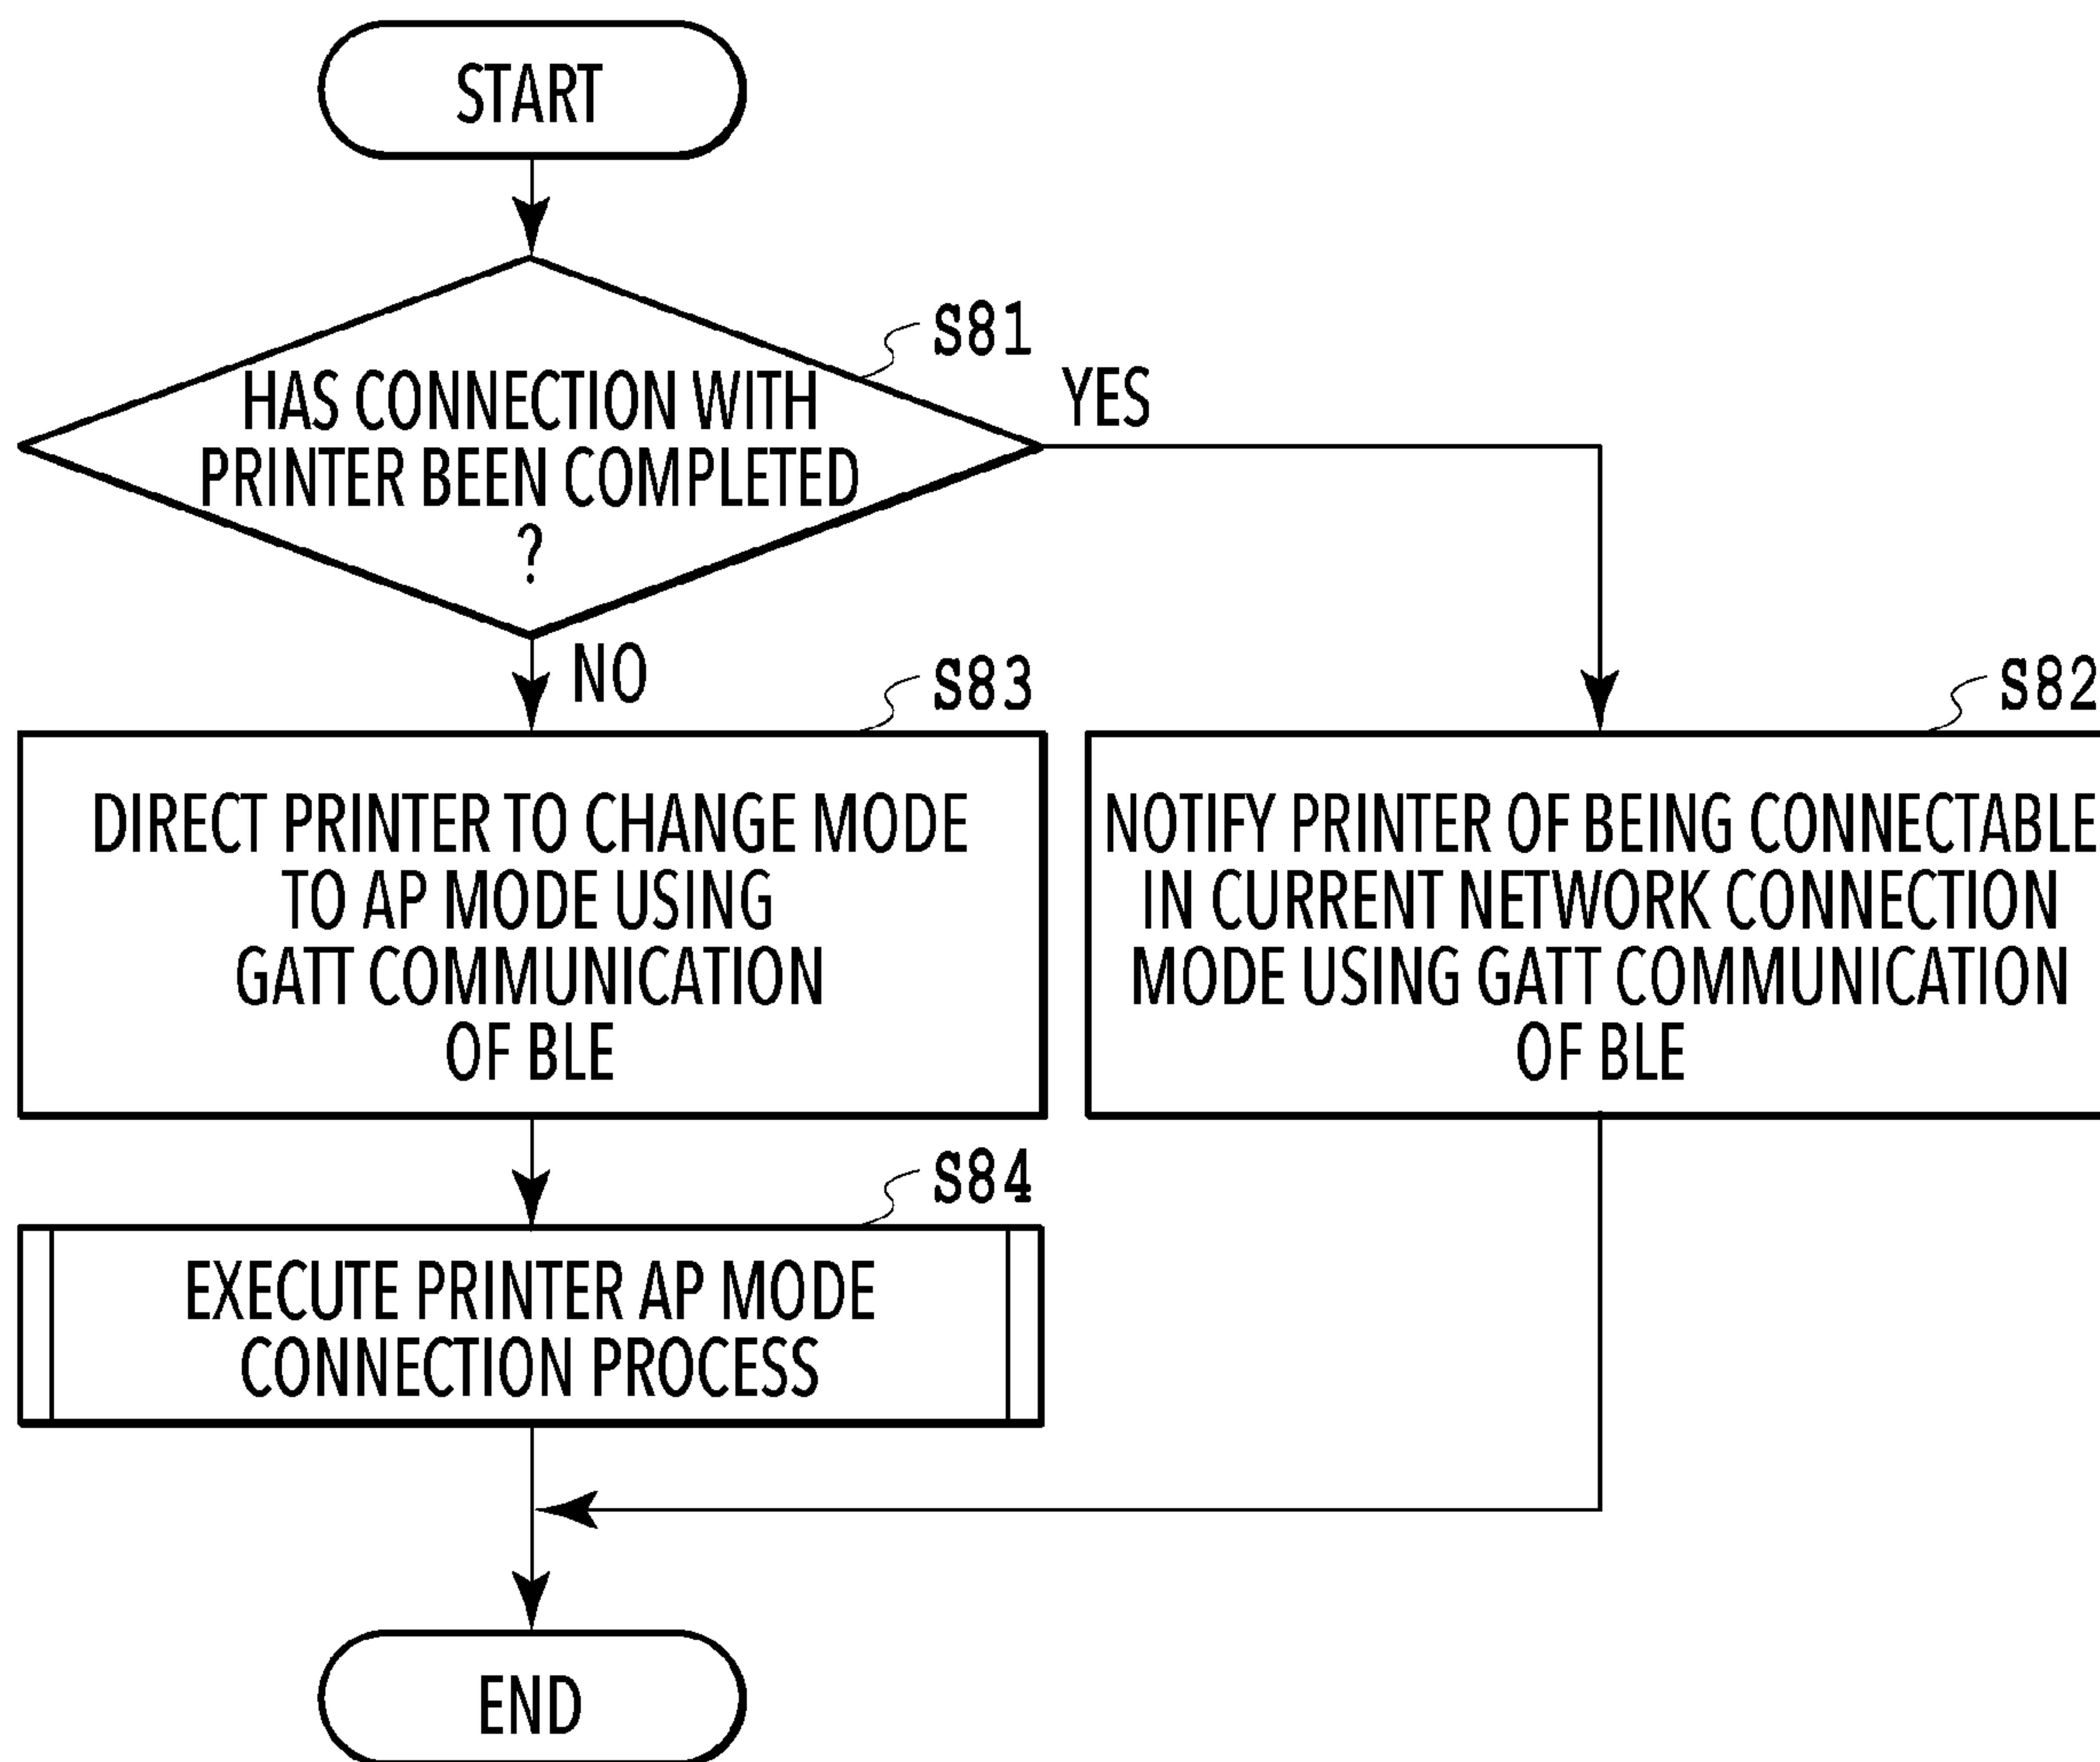 START
S81
HAS CONNECTION WITH
PRINTER BEEN COMPLETED
?
YES
NO
S83
DIRECT PRINTER TO CHANGE MODE
TO AP MODE USING
GATT COMMUNICATION
OF BLE
S82
NOTIFY PRINTER OF BEING CONNECTABLE
IN CURRENT NETWORK CONNECTION
MODE USING GATT COMMUNICATION
OF BLE
S84
EXECUTE PRINTER AP MODE
CONNECTION PROCESS
END